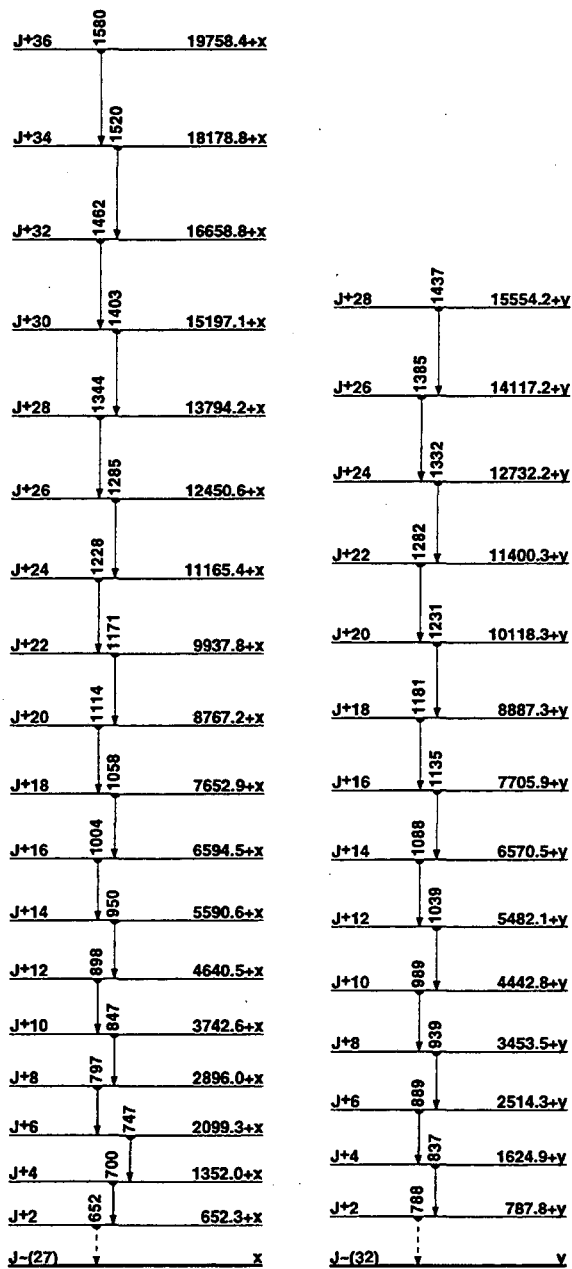 1580
J+36 19758.4+x
1520
J+34 18178.8+x
1462
J+32 16658.8+x
1403
J+30 15197.1+x
1344
J+28 13794.2+x
1285
J+26 12450.6+x
1228
J+24 11165.4+x
1171
J+22 9937.8+x
1114
J+20 8767.2+x
1058
J+18 7652.9+x
1004
J+16 6594.5+x
950
J+14 5590.6+x
898
J+12 4640.5+x
847
J+10 3742.6+x
797
J+8 2896.0+x
747
J+6 2099.3+x
700
J+4 1352.0+x
652
J+2 652.3+x
J~(27) x
1437
J+28 15554.2+y
1385
J+26 14117.2+y
1332
J+24 12732.2+y
1282
J+22 11400.3+y
1231
J+20 10118.3+y
1181
J+18 8887.3+y
1135
J+16 7705.9+y
1088
J+14 6570.5+y
1039
J+12 5482.1+y
989
J+10 4442.8+y
939
J+8 3453.5+y
889
J+6 2514.3+y
837
J+4 1624.9+y
788
J+2 787.8+y
J~(32) y